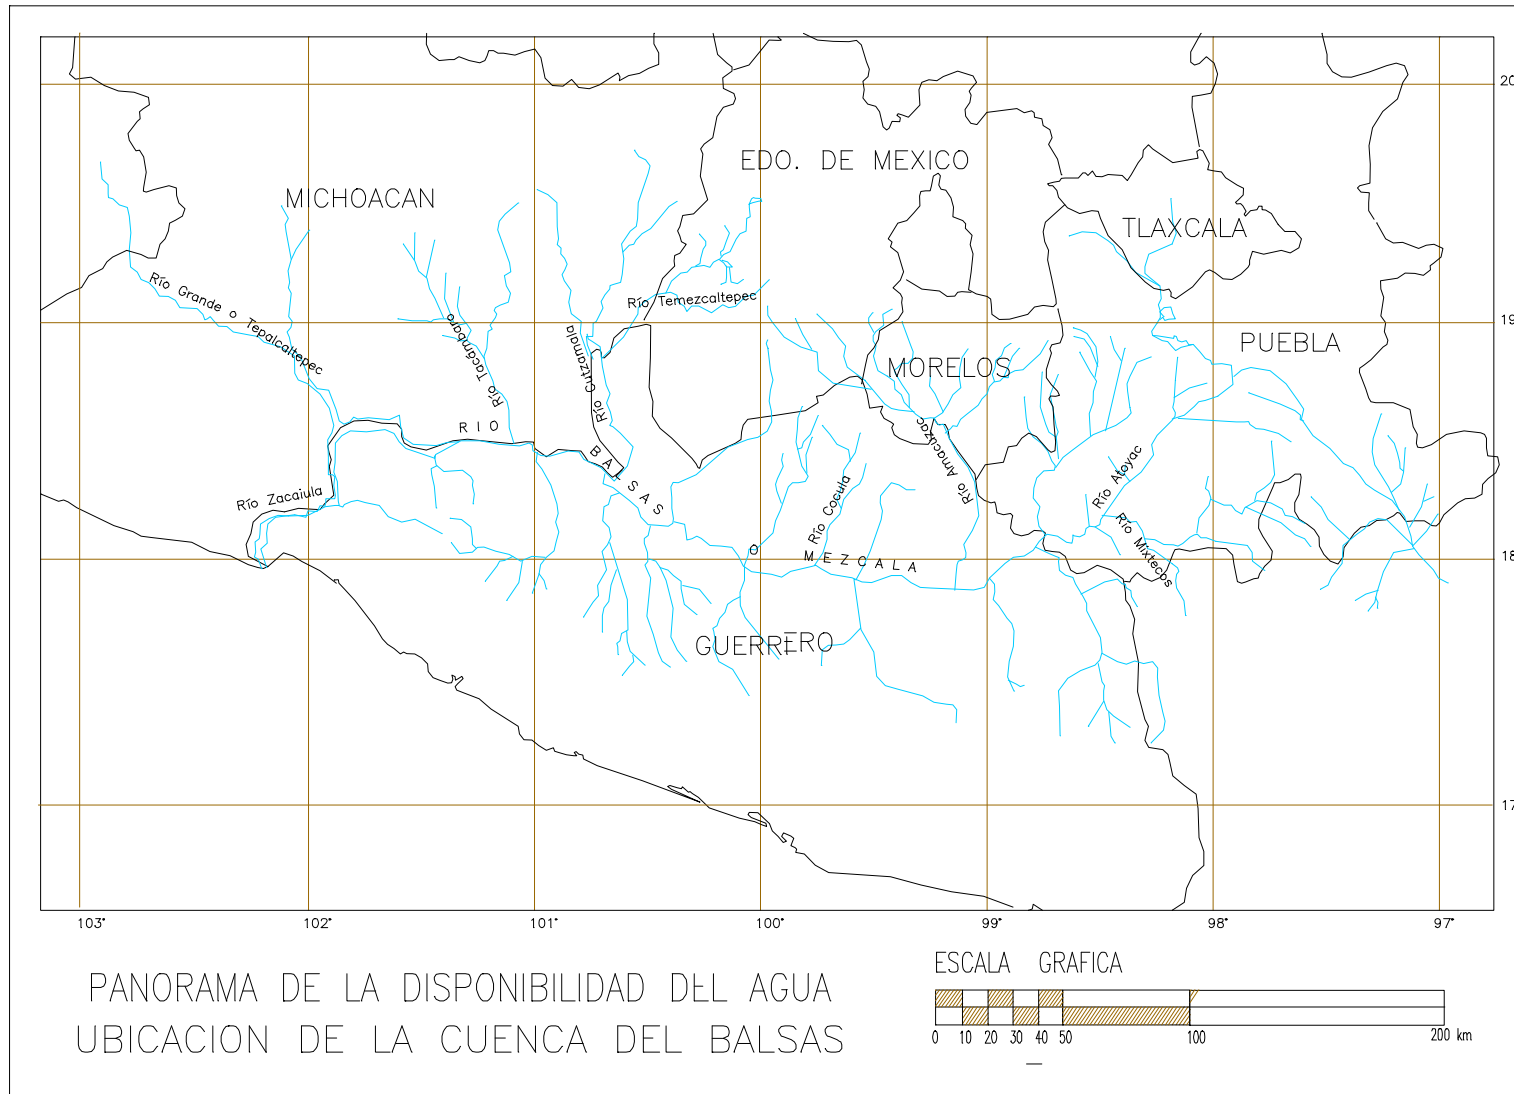 20
EDO. DE MEXICO
MICHOACAN
TLAXCALA
Río Grande o Tepalcaltepec
Río Temezcaltepec
19
Río Tacambaro
Río Cutzamala
PUEBLA
MORELOS
RIO
BALSAS
Río Amacuzac
Río Atoyac
Río Zacaiula
Río Cocula
Río Mixtecos
O MEZCALA
18
GUERRERO
17
103° 102° 101° 100° 99° 98° 97°
PANORAMA DE LA DISPONIBILIDAD DEL AGUA
UBICACION DE LA CUENCA DEL BALSAS
ESCALA GRAFICA
0 10 20 30 40 50 100 200 km